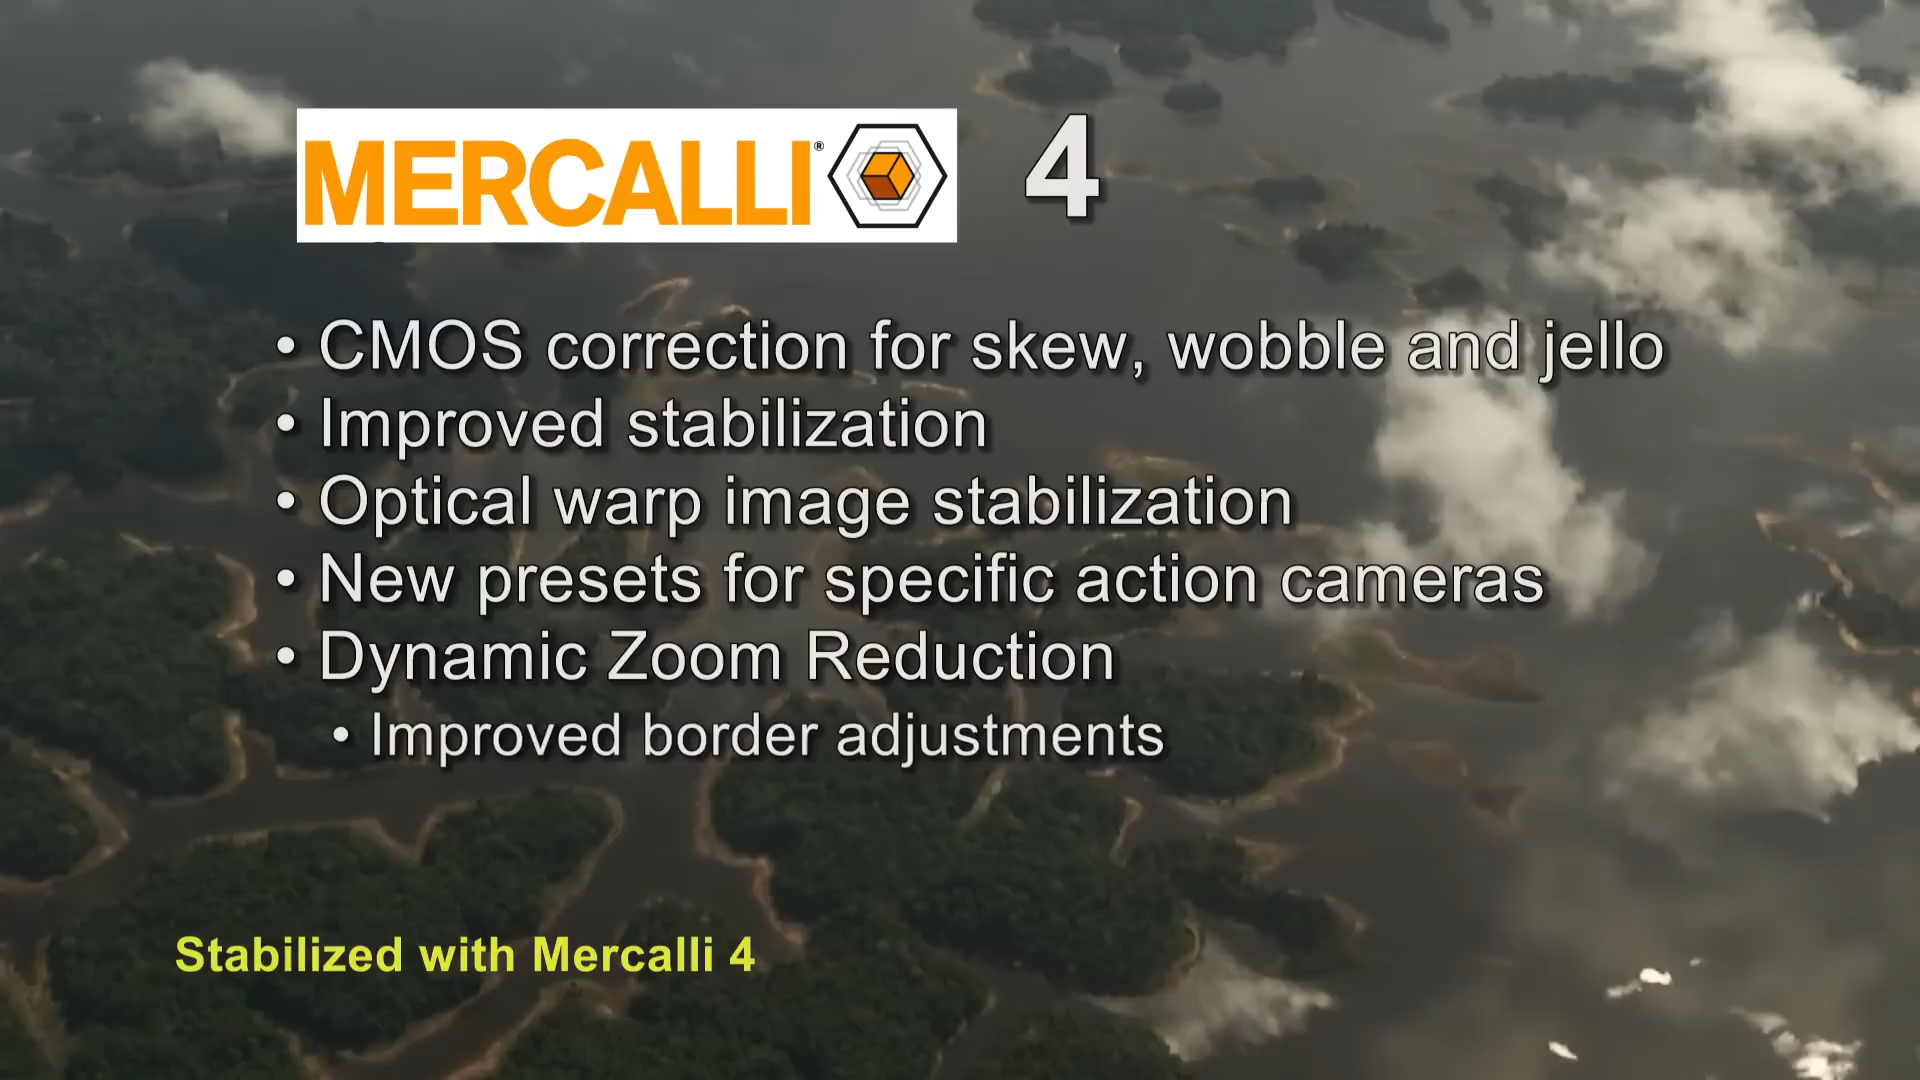 MERCALLI® 4
• CMOS correction for skew, wobble and jello
• Improved stabilization
• Optical warp image stabilization
• New presets for specific action cameras
• Dynamic Zoom Reduction
• Improved border adjustments
Stabilized with Mercalli 4